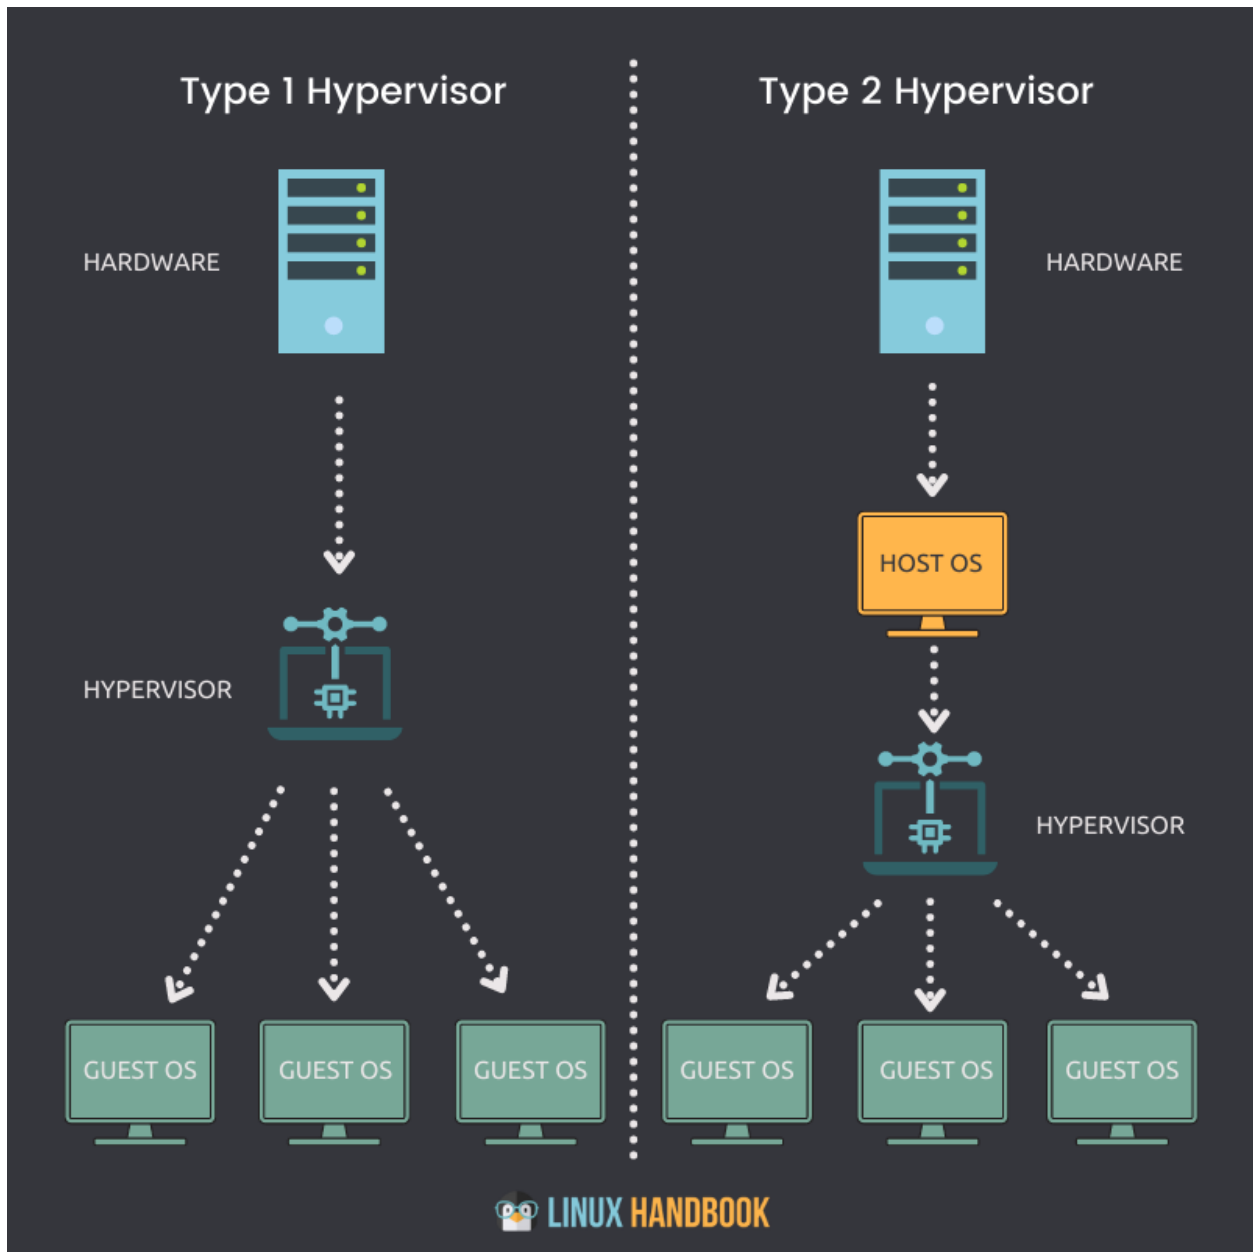 Type 1 Hypervisor
HARDWARE
HYPERVISOR
GUEST OS
GUEST OS
GUEST OS
Type 2 Hypervisor
HARDWARE
HOST OS
HYPERVISOR
GUEST OS
GUEST OS
GUEST OS
LINUX HANDBOOK